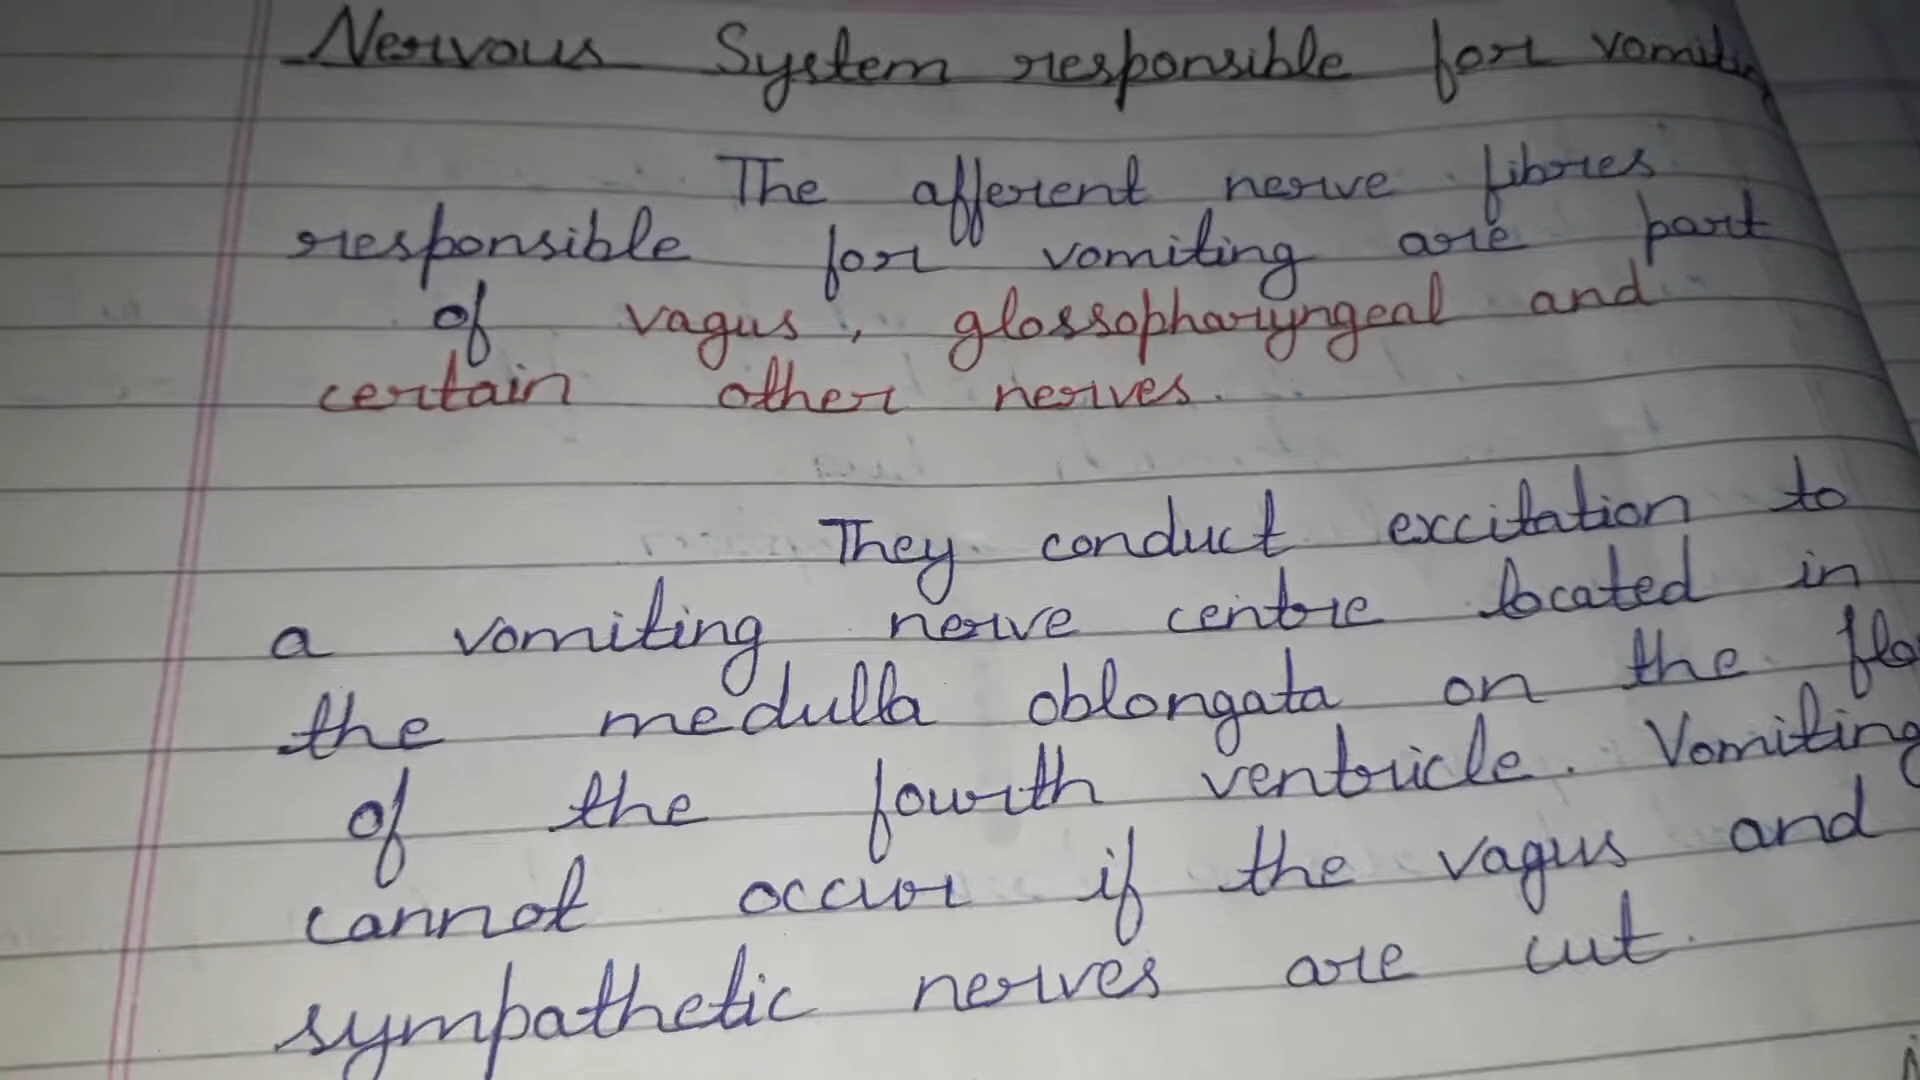 Nervous System responsible for vomiting
The afferent nerve fibres
responsible for vomiting are part
of vagus, glossopharyngeal and
certain other nerves.
They conduct excitation to
a vomiting nerve centre located in
the medulla oblongata on the
of the fourth ventricle. Vomiting
cannot occur if the vagus and
sympathetic nerves are cut.